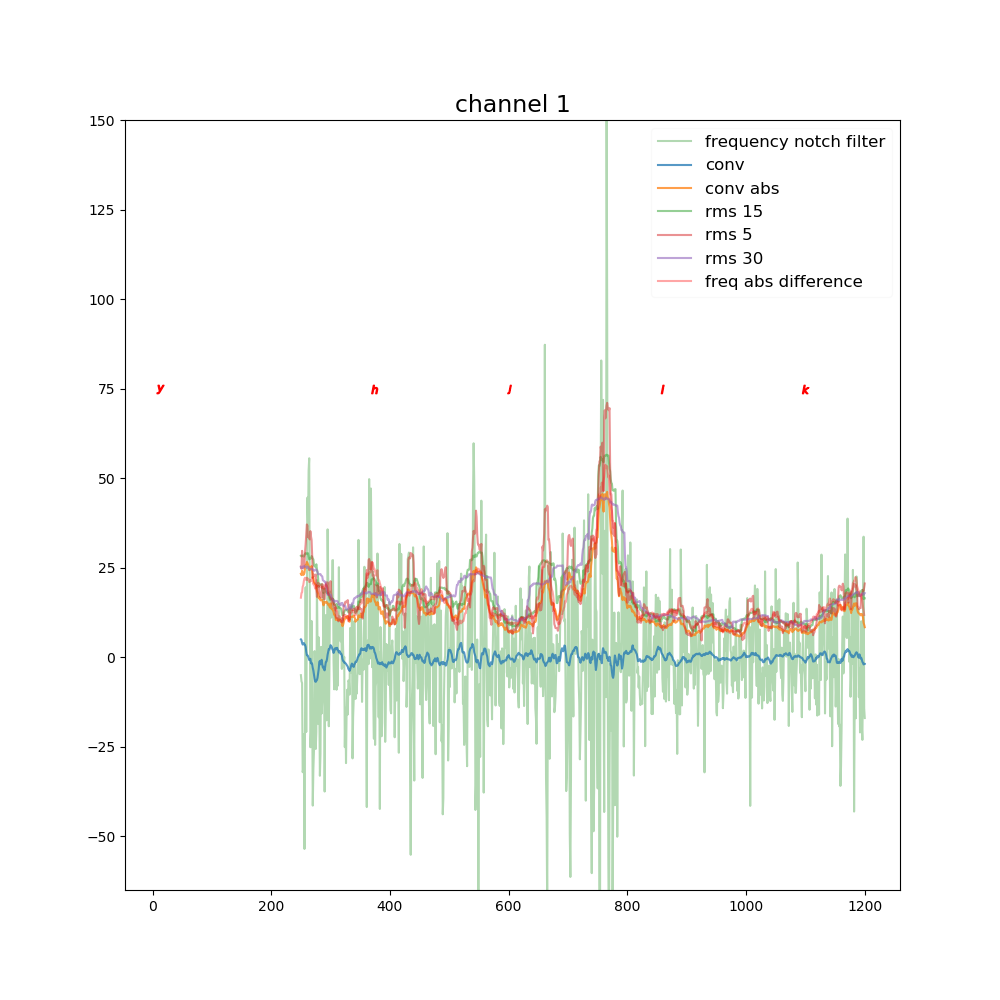 channel 1
150
125
100
75
50
25
0
−25
−50
frequency notch filter
conv
conv abs
rms 15
rms 5
rms 30
freq abs difference
y h j l k
0 200 400 600 800 1000 1200